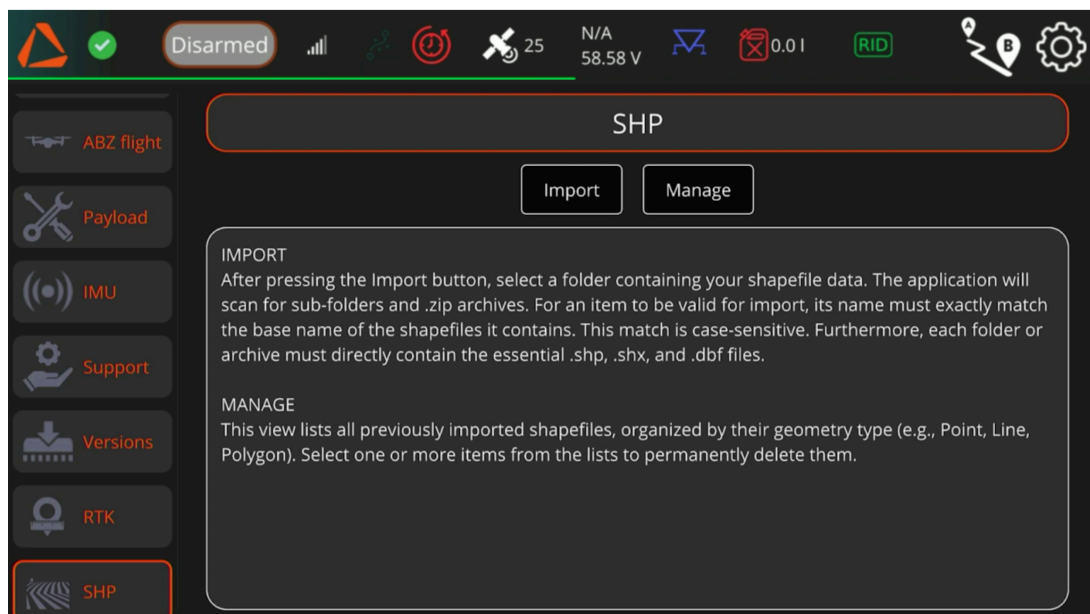 Disarmed
25
N/A
58.58 V
0.0 l
RID
A
B
ABZ flight
Payload
IMU
Support
Versions
RTK
SHP
SHP
Import
Manage
IMPORT
After pressing the Import button, select a folder containing your shapefile data. The application will
scan for sub-folders and .zip archives. For an item to be valid for import, its name must exactly match
the base name of the shapefiles it contains. This match is case-sensitive. Furthermore, each folder or
archive must directly contain the essential .shp, .shx, and .dbf files.
MANAGE
This view lists all previously imported shapefiles, organized by their geometry type (e.g., Point, Line,
Polygon). Select one or more items from the lists to permanently delete them.